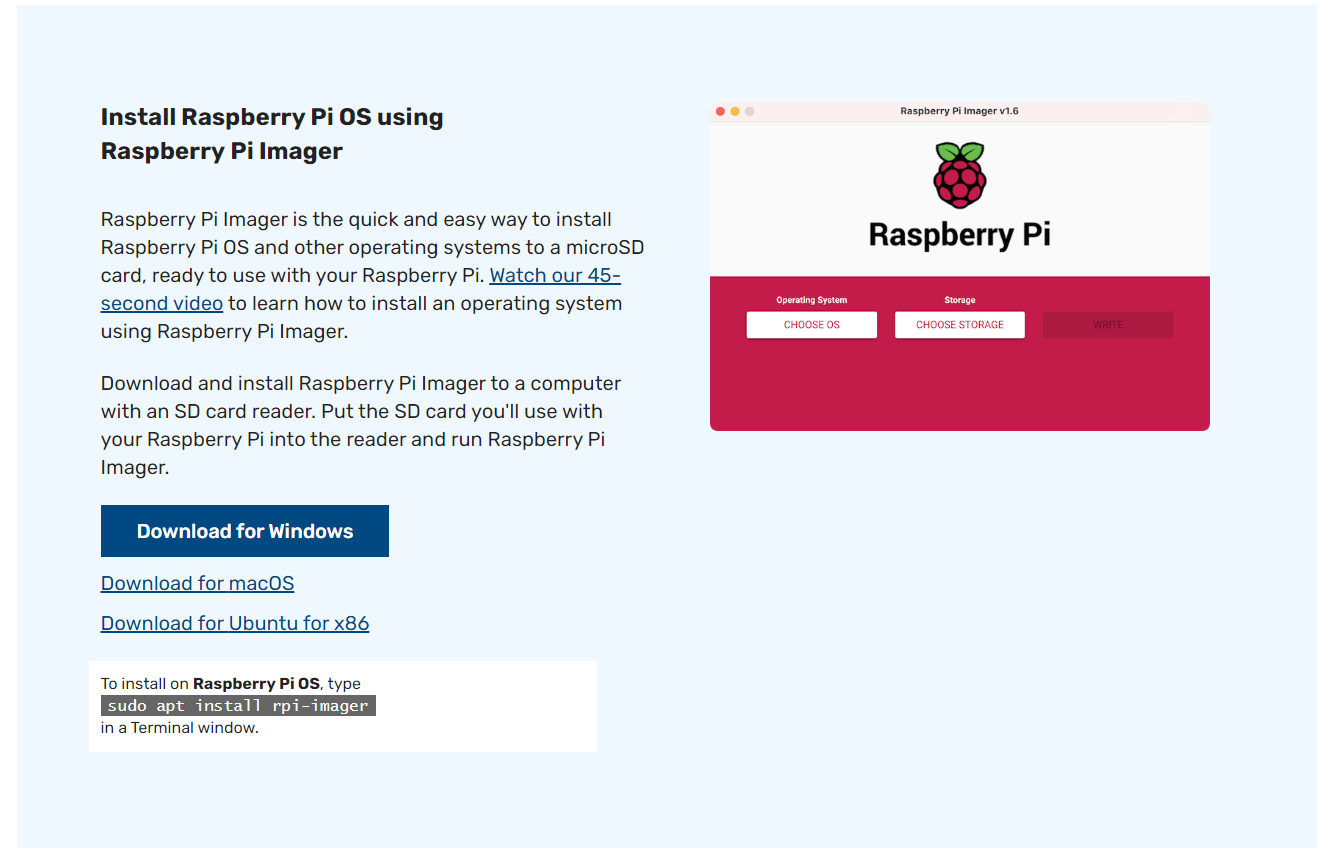 Install Raspberry Pi OS using
Raspberry Pi Imager
Raspberry Pi Imager is the quick and easy way to install
Raspberry Pi OS and other operating systems to a microSD
card, ready to use with your Raspberry Pi. Watch our 45-
second video to learn how to install an operating system
using Raspberry Pi Imager.
Download and install Raspberry Pi Imager to a computer
with an SD card reader. Put the SD card you'll use with
your Raspberry Pi into the reader and run Raspberry Pi
Imager.
Download for Windows
Download for macOS
Download for Ubuntu for x86
To install on Raspberry Pi OS, type
sudo apt install rpi-imager
in a Terminal window.
Raspberry Pi Imager v1.6
Raspberry Pi
Operating System Storage
CHOOSE OS CHOOSE STORAGE WRITE